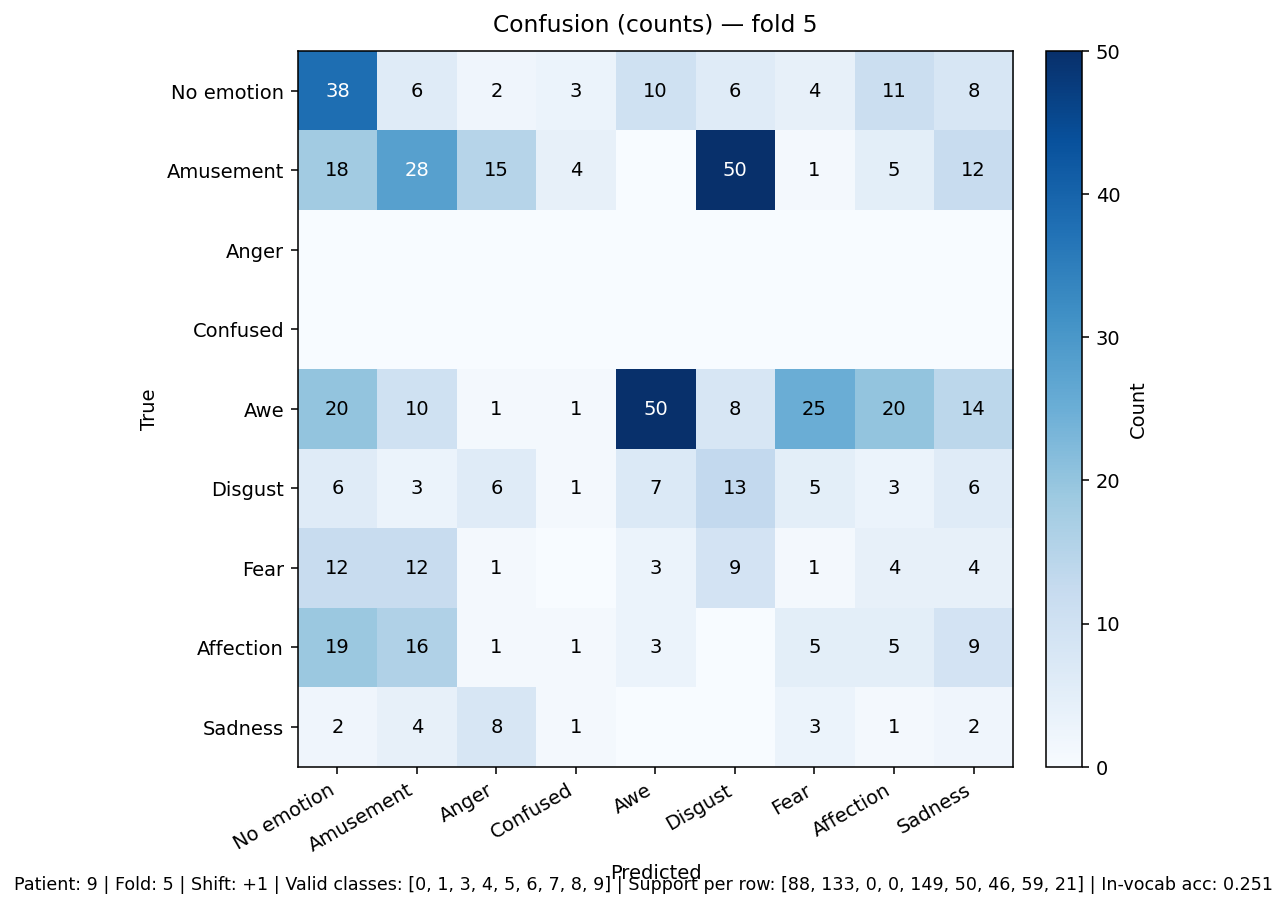 Confusion (counts) — fold 5
No emotion 38 6 2 3 10 6 4 11 8
Amusement 18 28 15 4 50 1 5 12
Anger
Confused
Awe 20 10 1 1 50 8 25 20 14
Disgust 6 3 6 1 7 13 5 3 6
Fear 12 12 1 3 9 1 4 4
Affection 19 16 1 1 3 5 5 9
Sadness 2 4 8 1 3 1 2
True
No emotion Amusement Anger Confused Awe Disgust Fear Affection Sadness
Predicted
50
40
30
20
10
0
Count
Patient: 9 | Fold: 5 | Shift: +1 | Valid classes: [0, 1, 3, 4, 5, 6, 7, 8, 9] | Support per row: [88, 133, 0, 0, 149, 50, 46, 59, 21] | In-vocab acc: 0.251